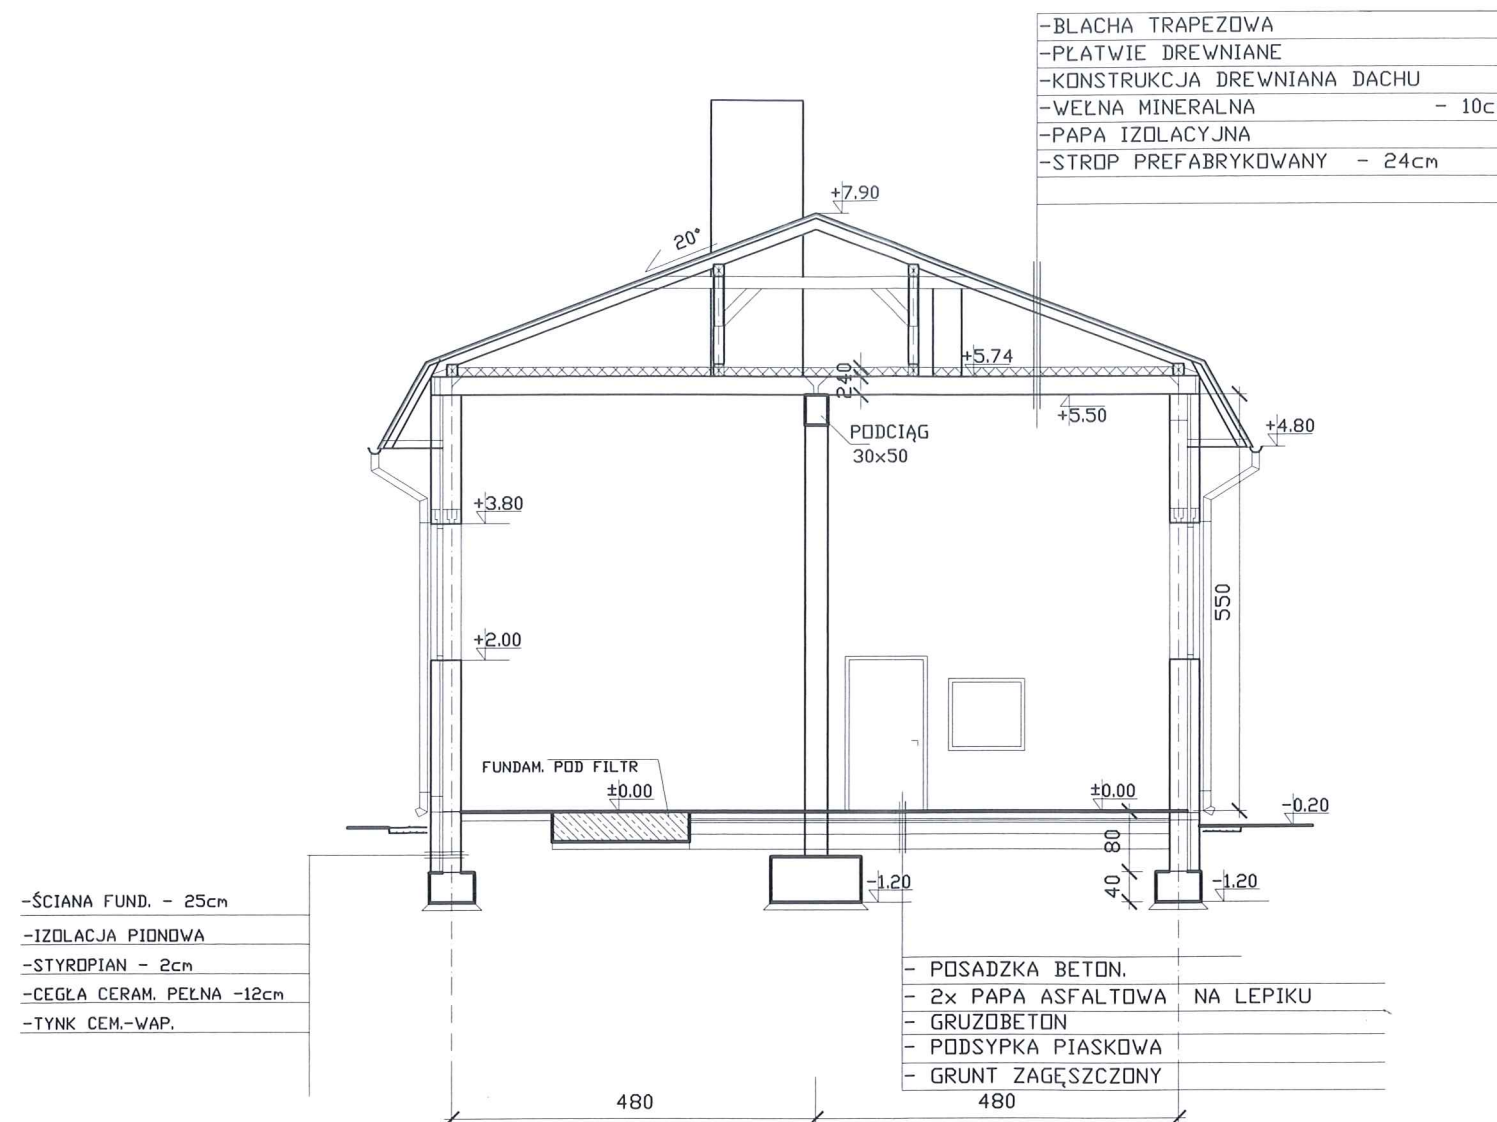 -BLACHA TRAPEZOWA
-PŁATWIE DREWNIANE
-KONSTRUKCJA DREWNIANA DACHU
-WEŁNA MINERALNA - 10c
-PAPA IZOLACYJNA
-STROP PREFABRYKOWANY - 24cm
+7.90
20°
+5.74
240
+5.50
+4.80
PODCIĄG
30x50
+3.80
550
+2.00
FUNDAM. POD FILTR
±0.00
±0.00
-0.20
80
40
-1.20
-1.20
-ŚCIANA FUND. - 25cm
-IZOLACJA PIONOWA
-STYROPIAN - 2cm
-CEGŁA CERAM. PEŁNA -12cm
-TYNK CEM.-WAP.
- POSADZKA BETON.
- 2x PAPA ASFALTOWA NA LEPIKU
- GRUZOBETON
- PODSYPKA PIASKOWA
- GRUNT ZAGĘSZCZONY
480
480